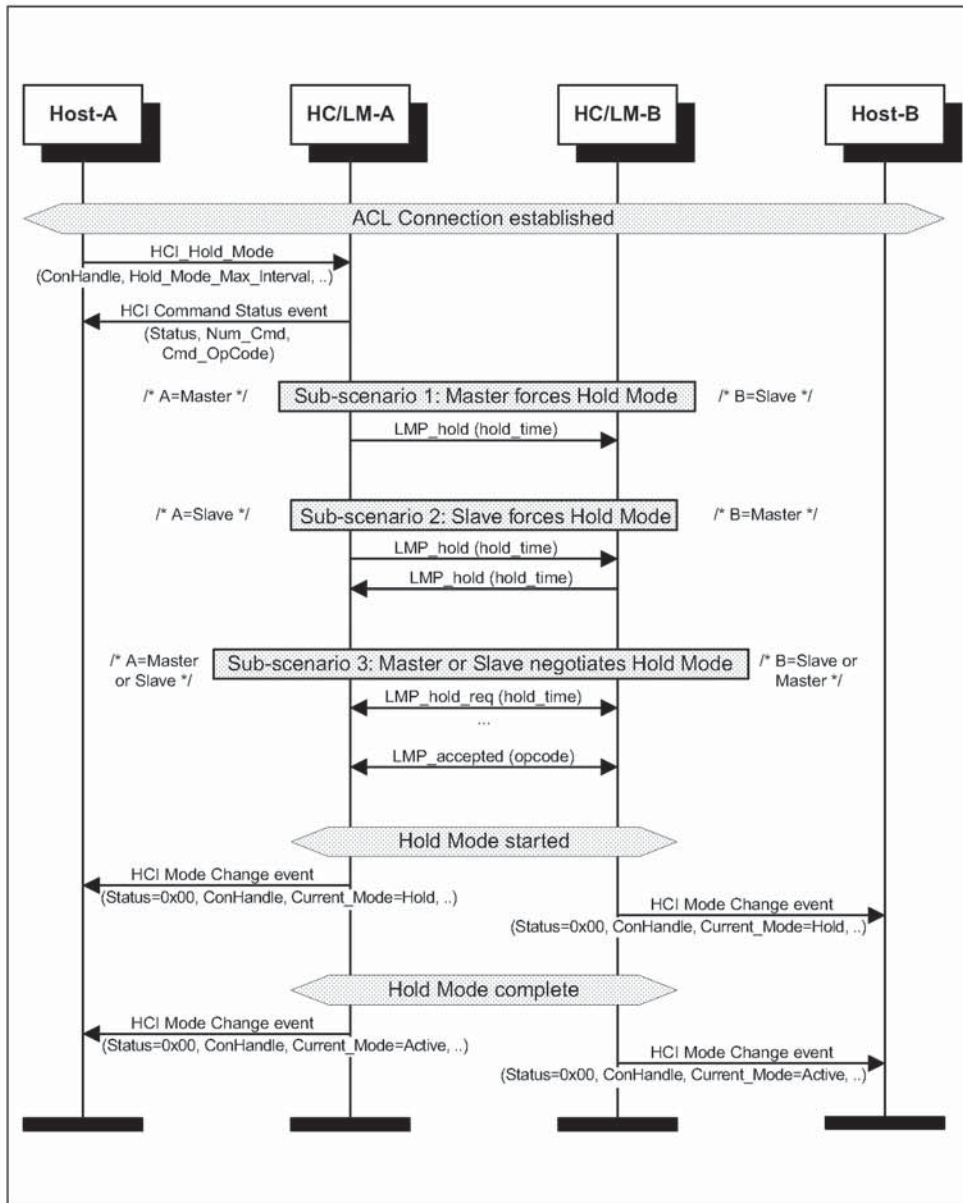 Host-A
HC/LM-A
HC/LM-B
Host-B
ACL Connection established
HCI_Hold_Mode
(ConHandle, Hold_Mode_Max_Interval, ..)
HCI Command Status event
(Status, Num_Cmd,
Cmd_OpCode)
/* A=Master */
Sub-scenario 1: Master forces Hold Mode
/* B=Slave */
LMP_hold (hold_time)
/* A=Slave */
Sub-scenario 2: Slave forces Hold Mode
/* B=Master */
LMP_hold (hold_time)
LMP_hold (hold_time)
/* A=Master
or Slave */
Sub-scenario 3: Master or Slave negotiates Hold Mode
/* B=Slave or
Master */
LMP_hold_req (hold_time)
...
LMP_accepted (opcode)
Hold Mode started
HCI Mode Change event
(Status=0x00, ConHandle, Current_Mode=Hold, ..)
HCI Mode Change event
(Status=0x00, ConHandle, Current_Mode=Hold, ..)
Hold Mode complete
HCI Mode Change event
(Status=0x00, ConHandle, Current_Mode=Active, ..)
HCI Mode Change event
(Status=0x00, ConHandle, Current_Mode=Active, ..)